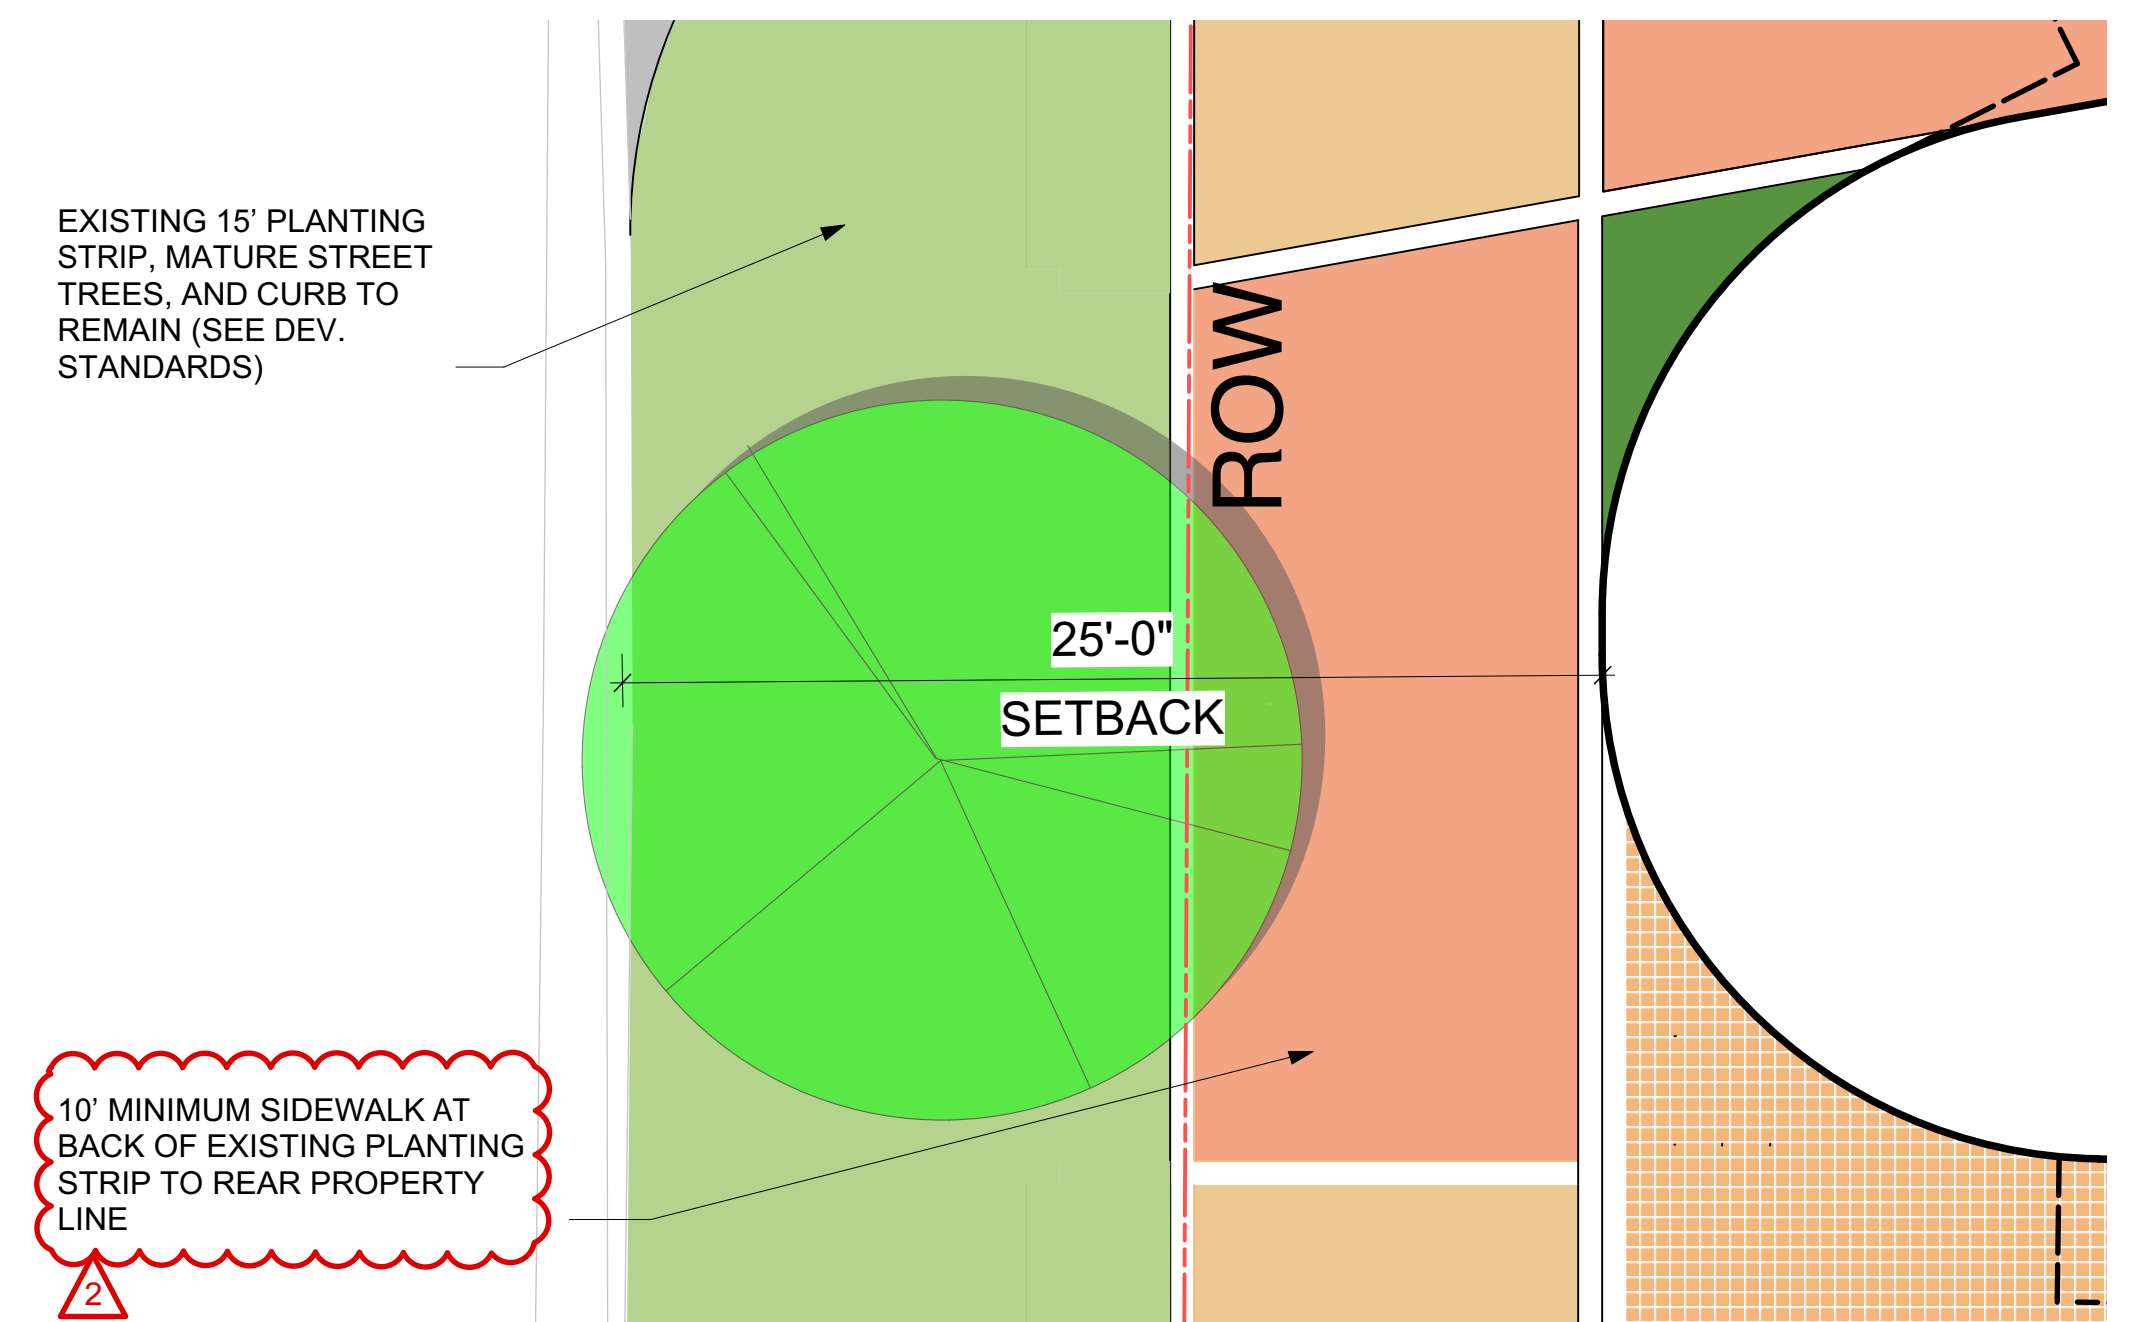 EXISTING 15’ PLANTING
STRIP, MATURE STREET
TREES, AND CURB TO
REMAIN (SEE DEV.
STANDARDS)
ROW
25'-0"
SETBACK
10’ MINIMUM SIDEWALK AT
BACK OF EXISTING PLANTING
STRIP TO REAR PROPERTY
LINE
2